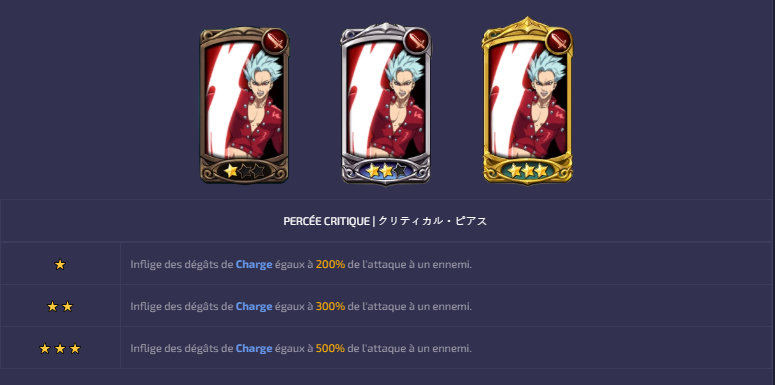 PERCÉE CRITIQUE | クリティカル・ピアス
Inflige des dégâts de Charge égaux à 200% de l'attaque à un ennemi.
Inflige des dégâts de Charge égaux à 300% de l'attaque à un ennemi.
Inflige des dégâts de Charge égaux à 500% de l'attaque à un ennemi.